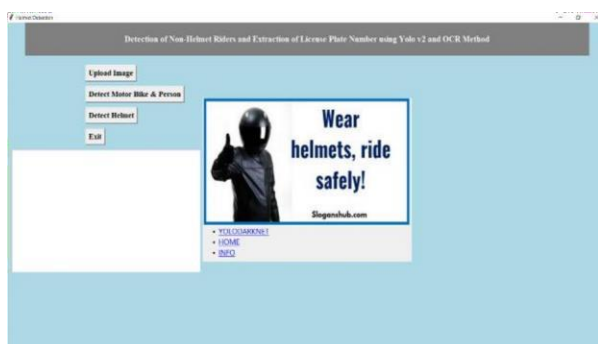 Helmet Detection
Detection of Non-Helmet Riders and Extraction of License Plate Number using Yolo v2 and OCR Method
Upload Image
Detect Motor Bike & Person
Detect Helmet
Exit
Wear
helmets, ride
safely!
Sloganshub.com
YOLODARKNET
HOME
INFO